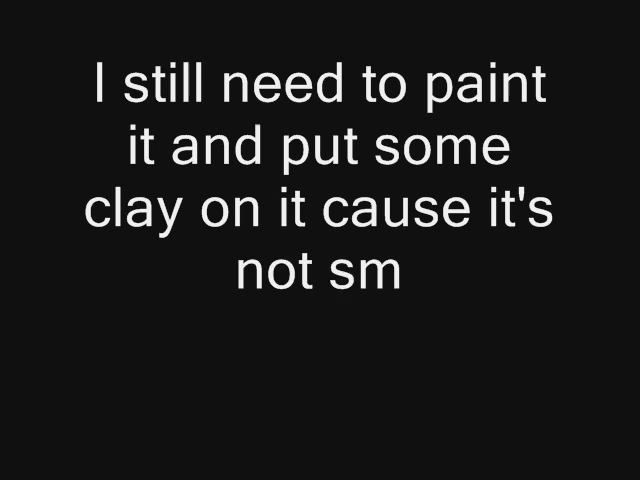 I still need to paint
it and put some
clay on it cause it's
not sm